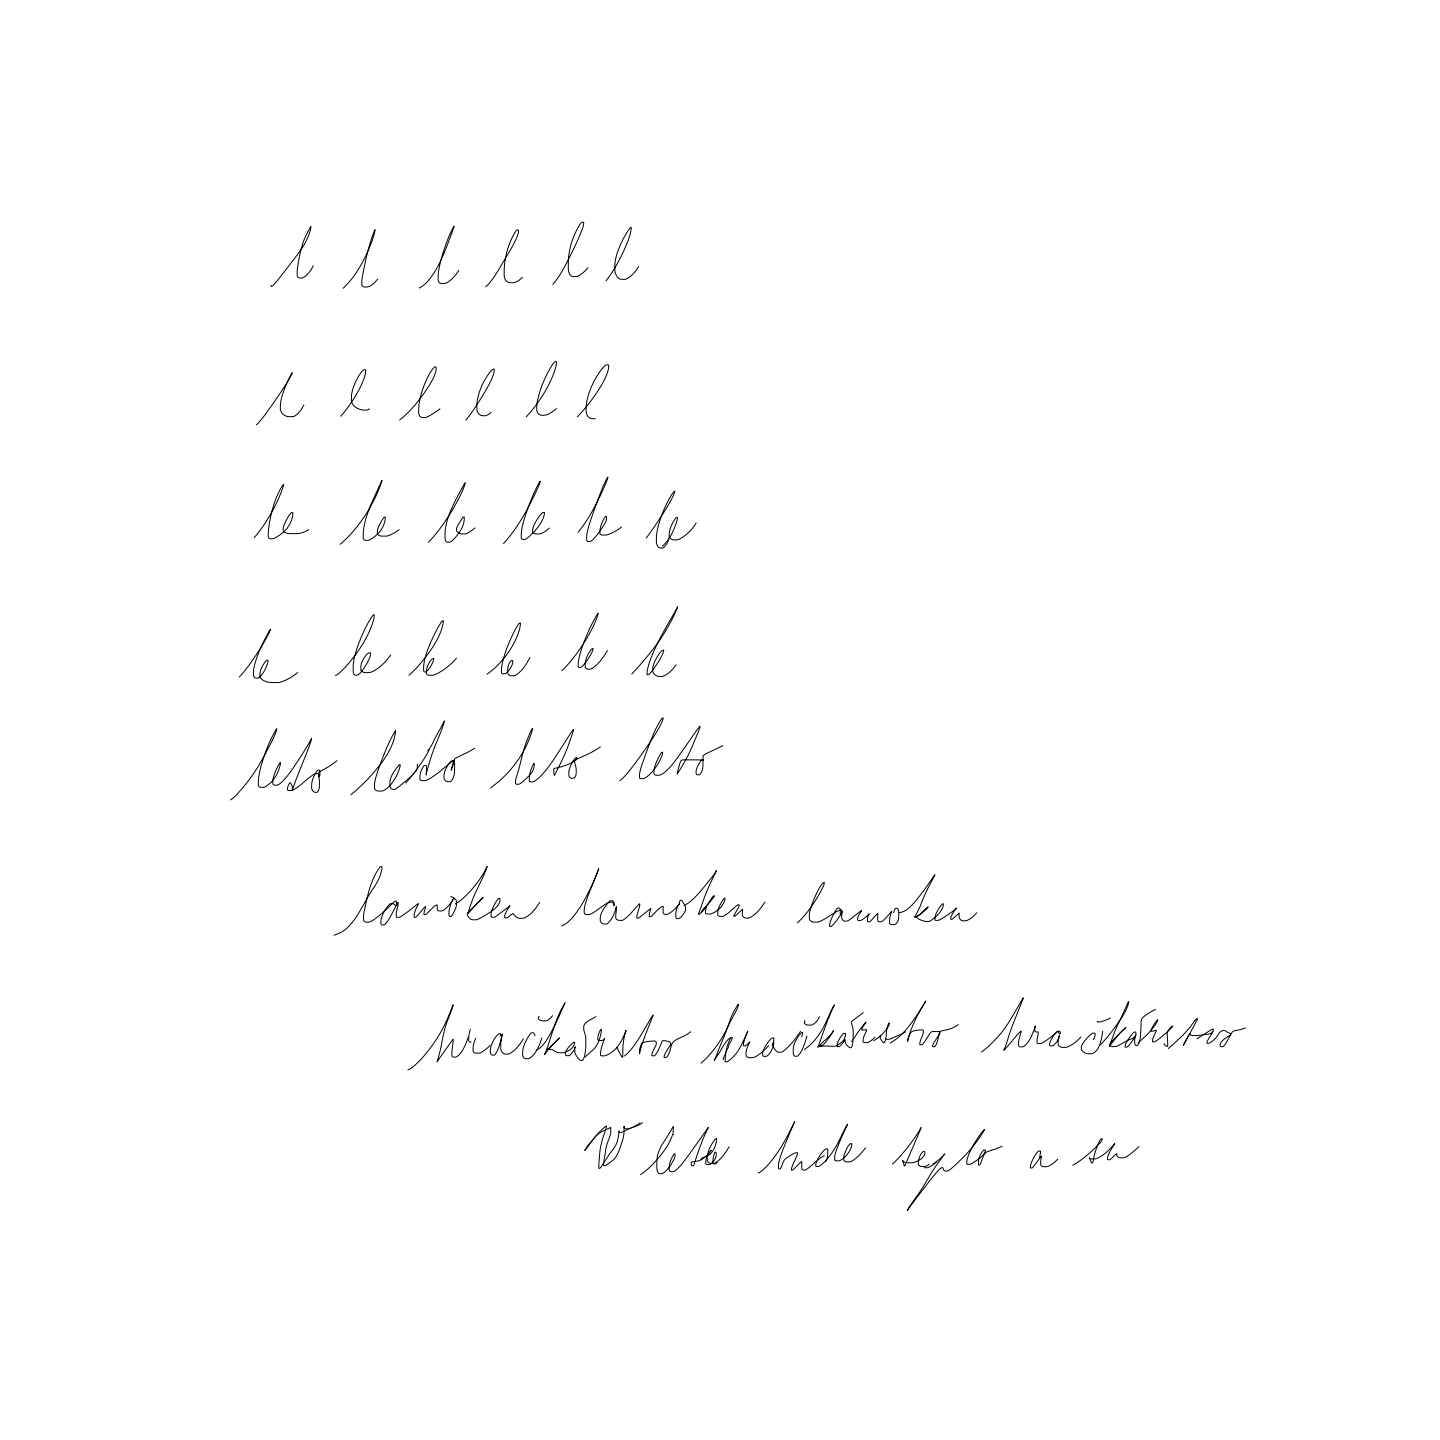 l l l l l l
l l l l l l
le le le le le le
le le le le le le
leto leto leto leto
lamoken lamoken lamoken
hračkárstvo hračkárstvo hračkárstvo
V lete bude teplo a su